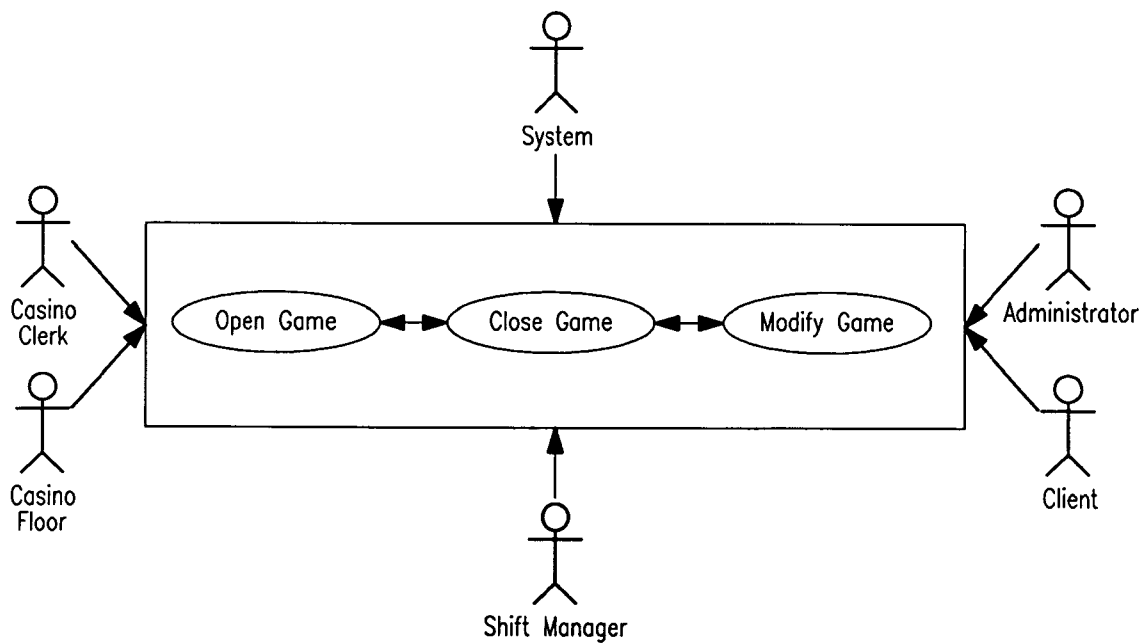 System
Casino
Clerk
Administrator
Open Game
Close Game
Modify Game
Casino
Floor
Client
Shift Manager